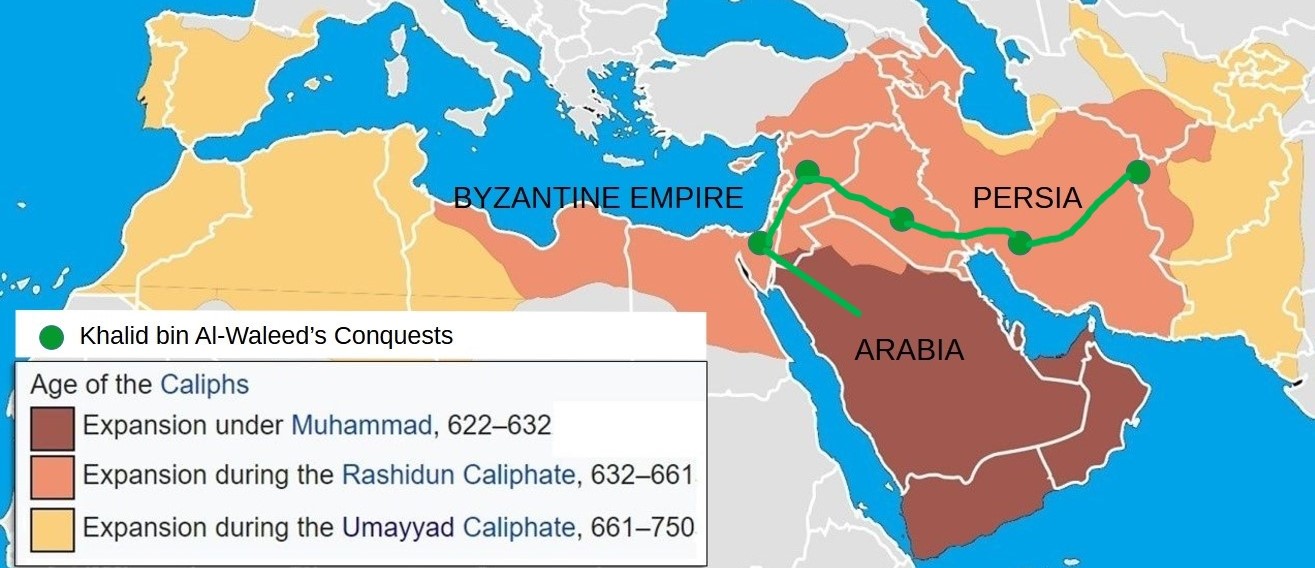 BYZANTINE EMPIRE
PERSIA
ARABIA
Khalid bin Al-Waleed’s Conquests
Age of the Caliphs
Expansion under Muhammad, 622–632
Expansion during the Rashidun Caliphate, 632–661
Expansion during the Umayyad Caliphate, 661–750